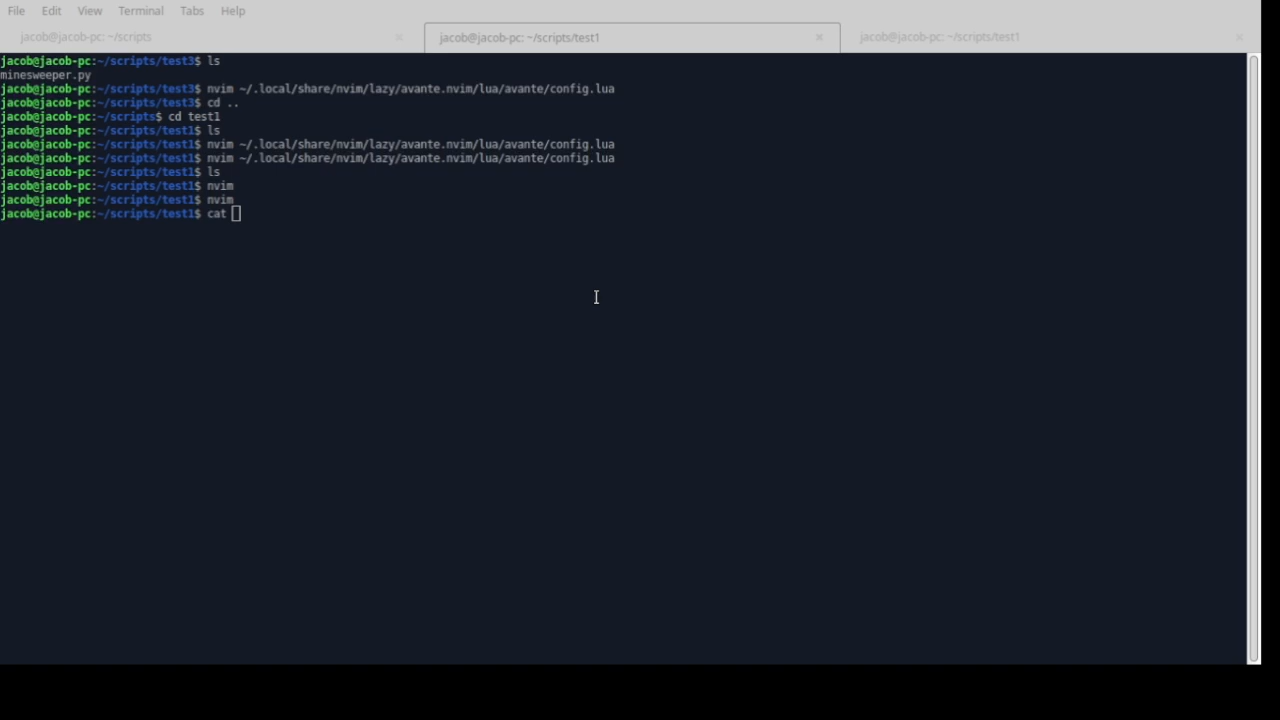 File Edit View Terminal Tabs Help
jacob@jacob-pc: ~/scripts × jacob@jacob-pc: ~/scripts/test1 × jacob@jacob-pc: ~/scripts/test1 ×
jacob@jacob-pc:~/scripts/test3$ ls
minesweeper.py
jacob@jacob-pc:~/scripts/test3$ nvim ~/.local/share/nvim/lazy/avante.nvim/lua/avante/config.lua
jacob@jacob-pc:~/scripts/test3$ cd ..
jacob@jacob-pc:~/scripts$ cd test1
jacob@jacob-pc:~/scripts/test1$ ls
jacob@jacob-pc:~/scripts/test1$ nvim ~/.local/share/nvim/lazy/avante.nvim/lua/avante/config.lua
jacob@jacob-pc:~/scripts/test1$ nvim ~/.local/share/nvim/lazy/avante.nvim/lua/avante/config.lua
jacob@jacob-pc:~/scripts/test1$ ls
jacob@jacob-pc:~/scripts/test1$ nvim
jacob@jacob-pc:~/scripts/test1$ nvim
jacob@jacob-pc:~/scripts/test1$ cat